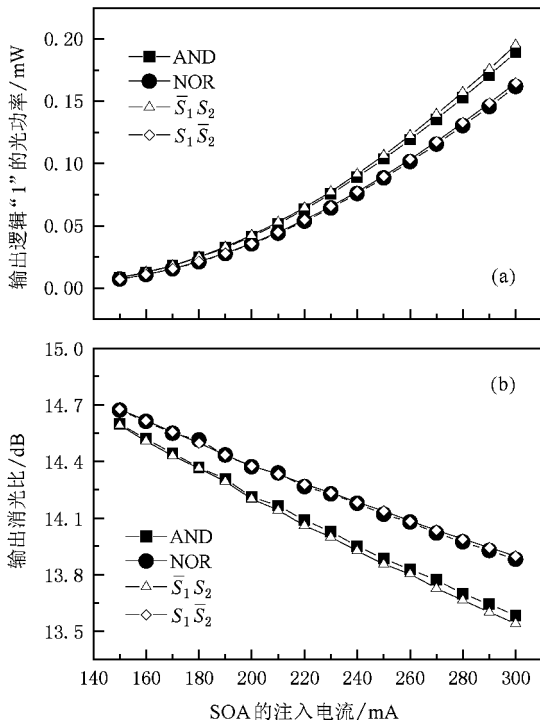 0.20
0.15
0.10
0.05
0.00
输出逻辑“1”的光功率/mW
AND
NOR
S̅₁S₂
S₁S̅₂
(a)
15.0
14.7
14.4
14.1
13.8
13.5
输出消光比/dB
(b)
AND
NOR
S̅₁S₂
S₁S̅₂
140 160 180 200 220 240 260 280 300
SOA的注入电流/mA